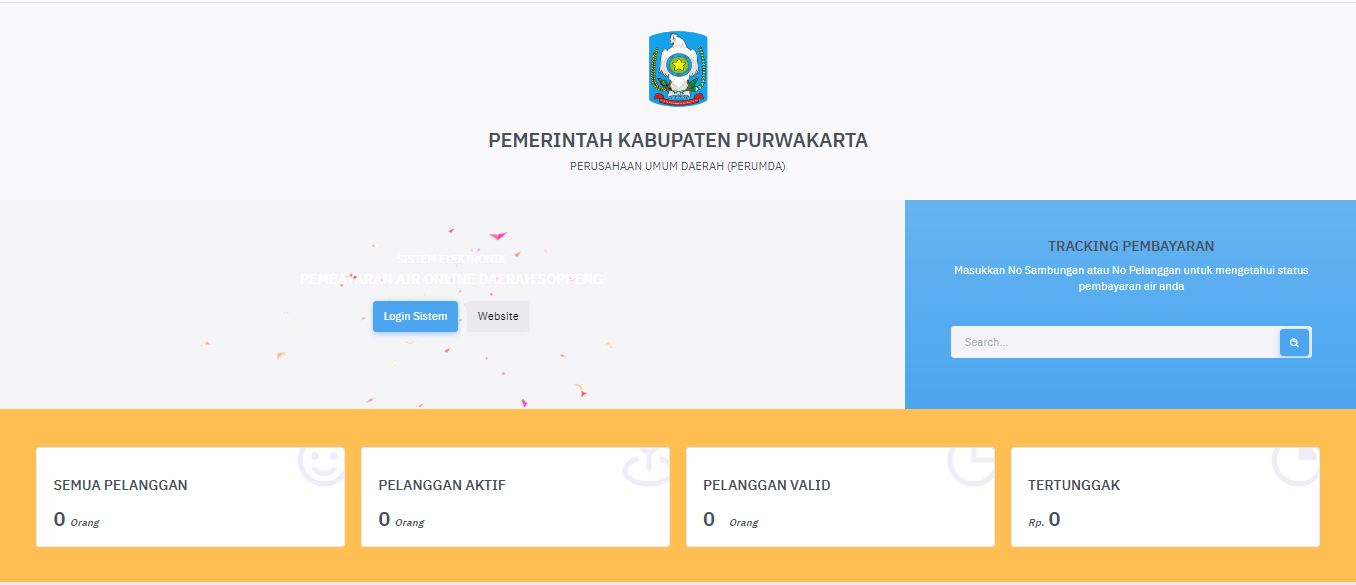 PEMERINTAH KABUPATEN PURWAKARTA
PERUSAHAAN UMUM DAERAH (PERUMDA)
SISTEM ELEKTRONIK
PEMBAYARAN AIR ONLINE DAERAH SOPPENG
Login Sistem
Website
TRACKING PEMBAYARAN
Masukkan No Sambungan atau No Pelanggan untuk mengetahui status
pembayaran air anda
Search...
SEMUA PELANGGAN
0 Orang
PELANGGAN AKTIF
0 Orang
PELANGGAN VALID
0 Orang
TERTUNGGAK
Rp. 0